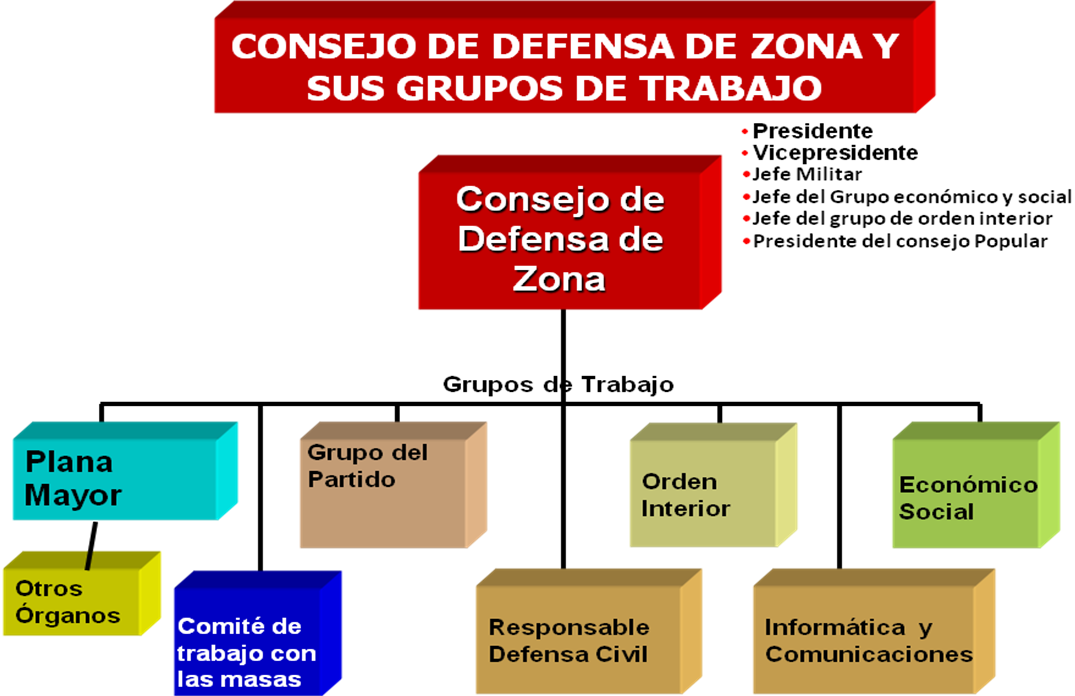 CONSEJO DE DEFENSA DE ZONA Y
SUS GRUPOS DE TRABAJO
• Presidente
• Vicepresidente
•Jefe Militar
•Jefe del Grupo económico y social
•Jefe del grupo de orden interior
•Presidente del consejo Popular
Consejo de
Defensa de
Zona
Grupos de Trabajo
Plana
Mayor
Grupo del
Partido
Orden
Interior
Económico
Social
Otros
Órganos
Comité de
trabajo con
las masas
Responsable
Defensa Civil
Informática y
Comunicaciones